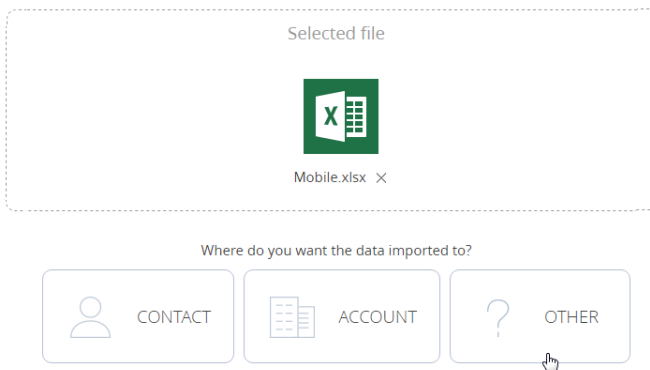 Selected file
X
Mobile.xlsx
Where do you want the data imported to?
CONTACT
ACCOUNT
? OTHER